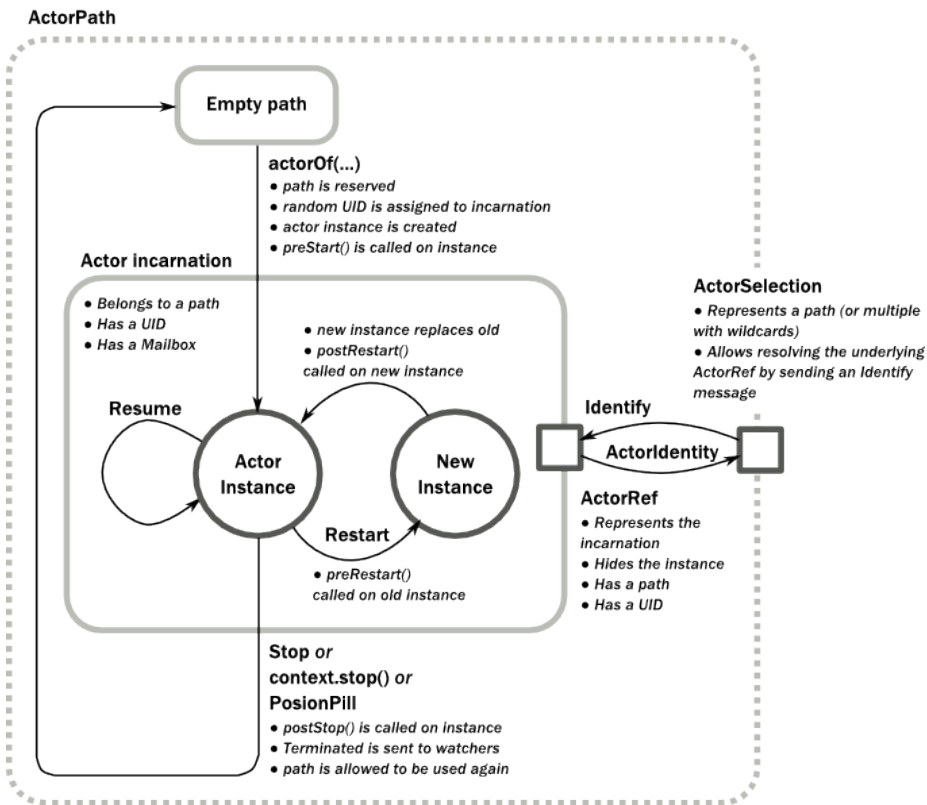 ActorPath
Empty path
actorOf(...)
● path is reserved
● random UID is assigned to incarnation
● actor instance is created
● preStart() is called on instance
Actor incarnation
● Belongs to a path
● Has a UID
● Has a Mailbox
● new instance replaces old
● postRestart()
called on new instance
Resume
Actor
Instance
New
Instance
Restart
● preRestart()
called on old instance
ActorSelection
● Represents a path (or multiple
with wildcards)
● Allows resolving the underlying
ActorRef by sending an Identify
message
Identify
ActorIdentity
ActorRef
● Represents the
incarnation
● Hides the instance
● Has a path
● Has a UID
Stop or
context.stop() or
PosionPill
● postStop() is called on instance
● Terminated is sent to watchers
● path is allowed to be used again